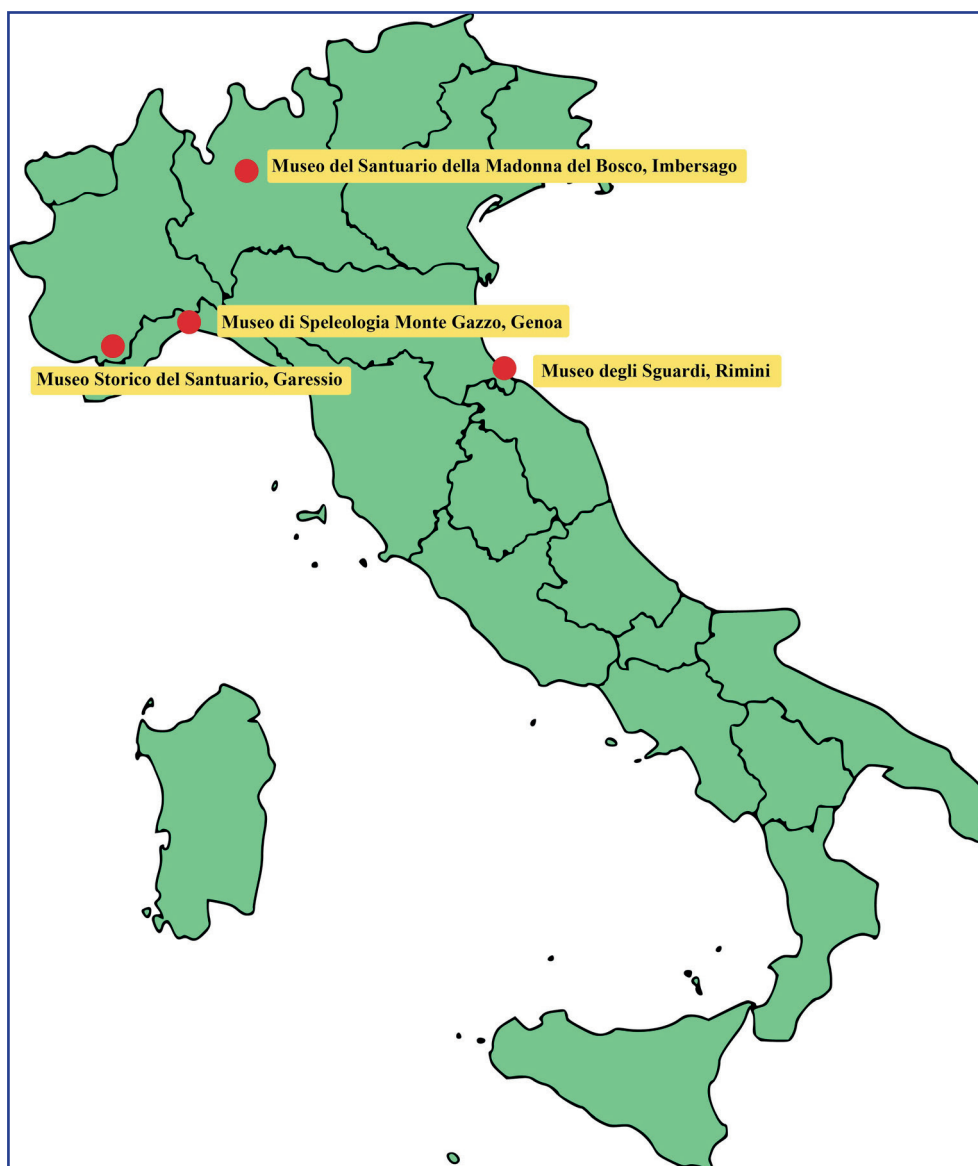 Museo del Santuario della Madonna del Bosco, Imbersago
Museo di Speleologia Monte Gazzo, Genoa
Museo Storico del Santuario, Garessio
Museo degli Sguardi, Rimini